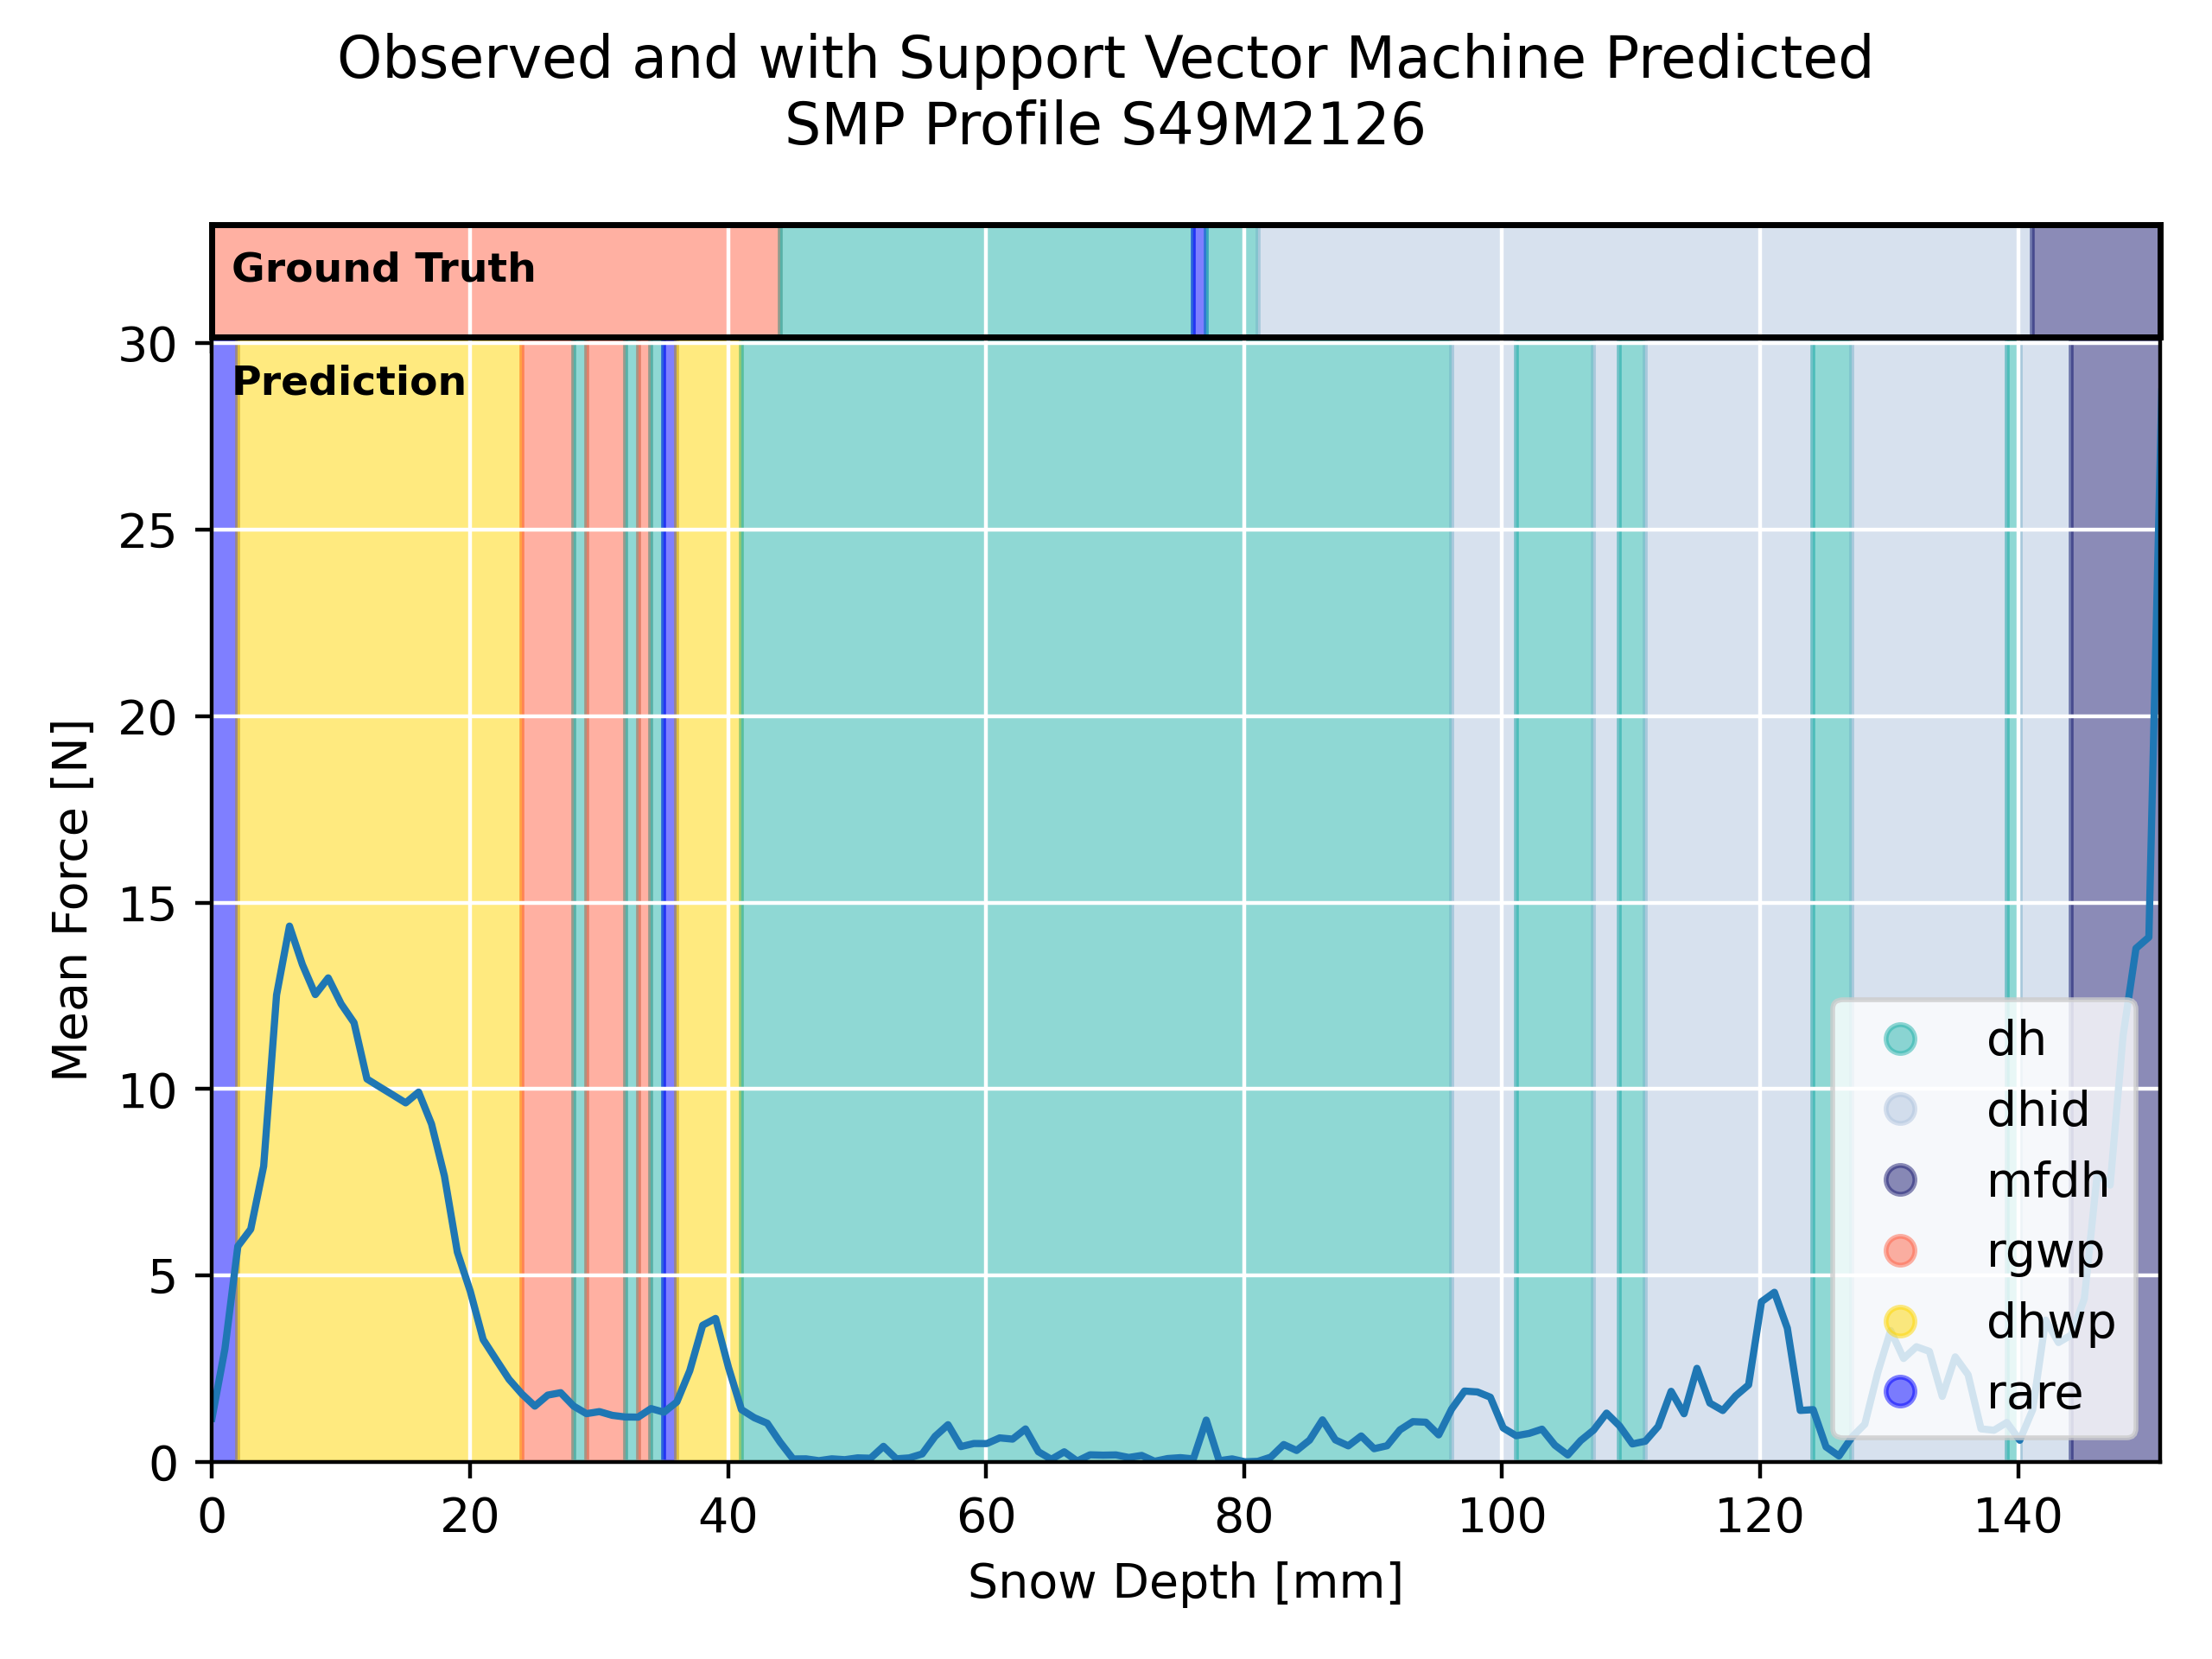 Observed and with Support Vector Machine Predicted
SMP Profile S49M2126
Ground Truth
Prediction
30
25
20
15
10
5
0
Mean Force [N]
dh
dhid
mfdh
rgwp
dhwp
rare
0 20 40 60 80 100 120 140
Snow Depth [mm]